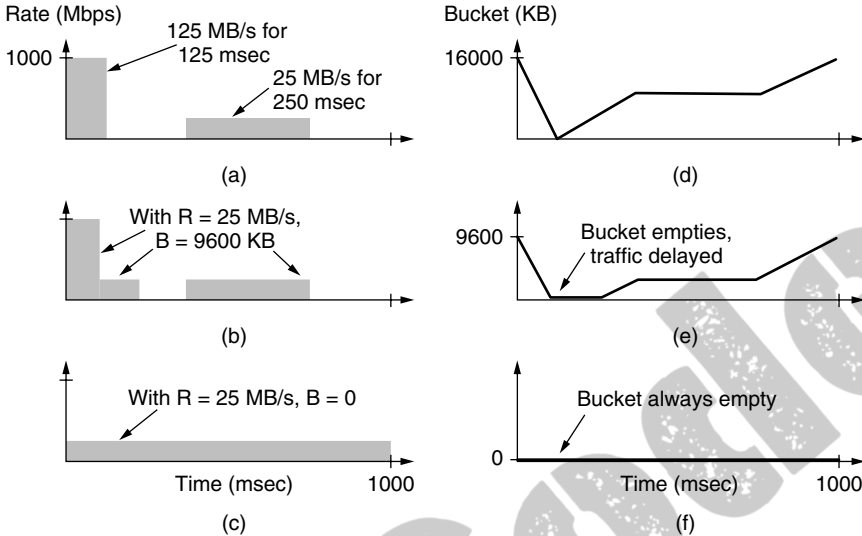 Rate (Mbps)
1000
125 MB/s for
125 msec
25 MB/s for
250 msec
(a)
Bucket (KB)
16000
(d)
With R = 25 MB/s,
B = 9600 KB
(b)
9600
Bucket empties,
traffic delayed
(e)
With R = 25 MB/s, B = 0
Time (msec)
1000
(c)
Bucket always empty
0
Time (msec)
1000
(f)